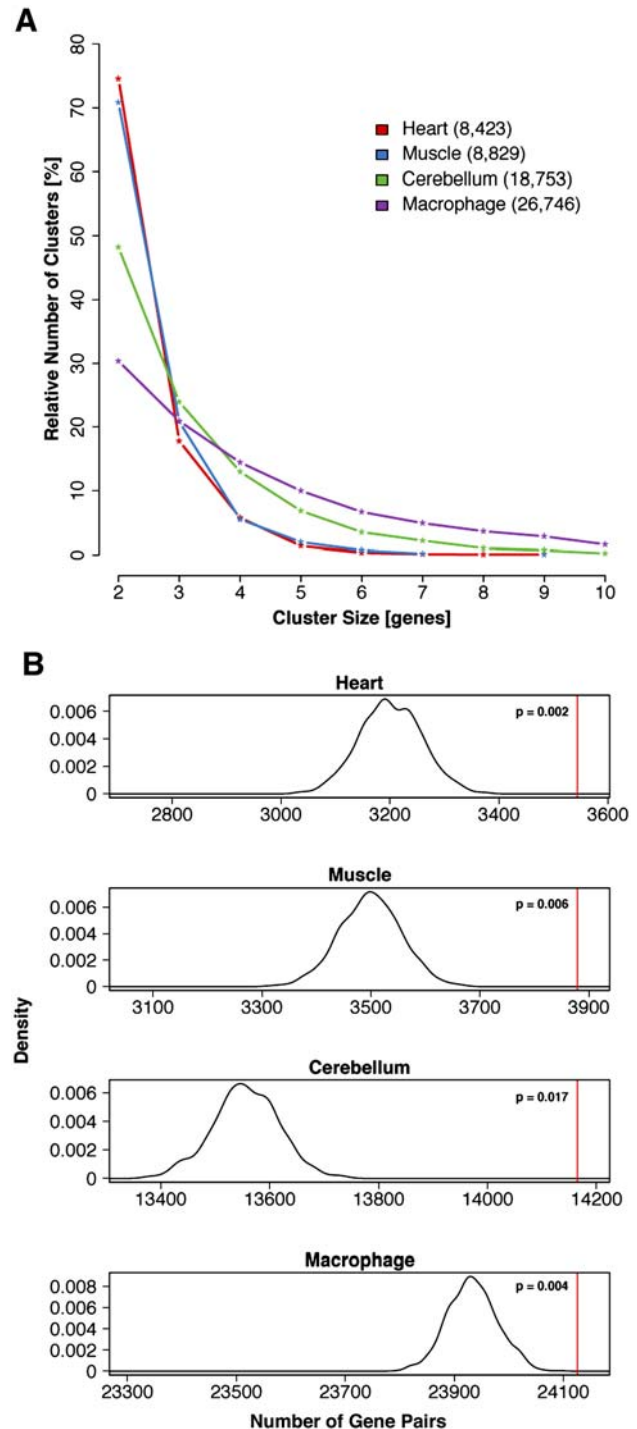 A
Relative Number of Clusters [%]
80
70
60
50
40
30
20
10
0
Heart (8,423)
Muscle (8,829)
Cerebellum (18,753)
Macrophage (26,746)
2 3 4 5 6 7 8 9 10
Cluster Size [genes]
B
Density
Heart
0.006
0.004
0.002
0
p = 0.002
2800 3000 3200 3400 3600
Muscle
0.006
0.004
0.002
0
p = 0.006
3100 3300 3500 3700 3900
Cerebellum
0.006
0.004
0.002
0
p = 0.017
13400 13600 13800 14000 14200
Macrophage
0.008
0.006
0.004
0.002
0
p = 0.004
23300 23500 23700 23900 24100
Number of Gene Pairs